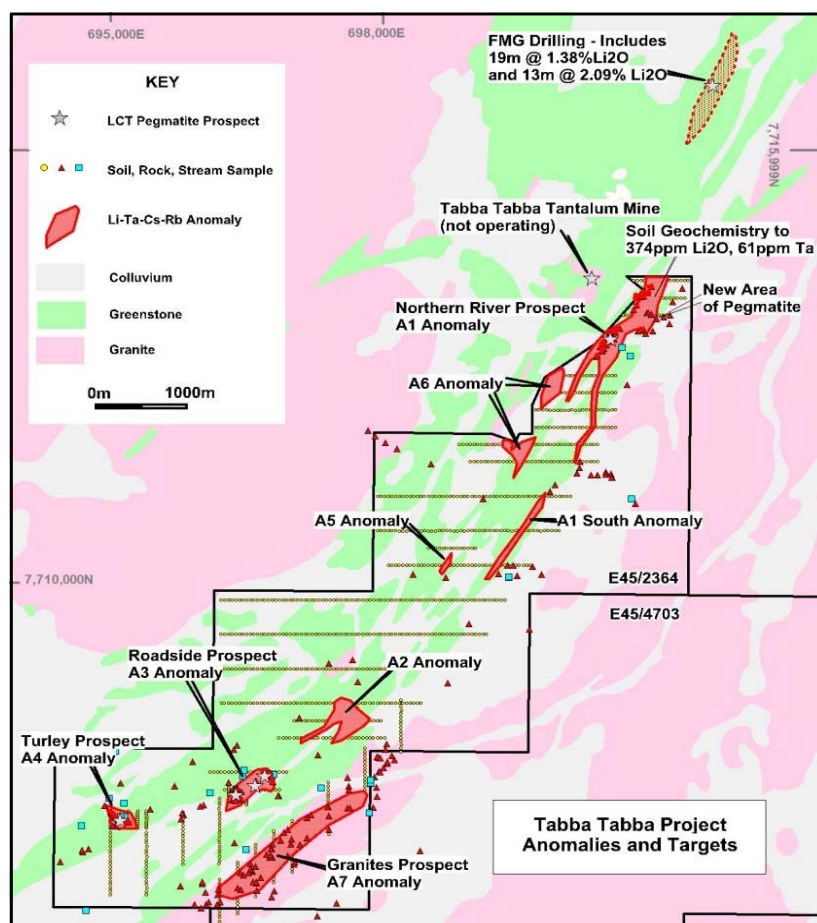 695,000E
698,000E
FMG Drilling - Includes
19m @ 1.38%Li2O
and 13m @ 2.09% Li2O
KEY
LCT Pegmatite Prospect
Soil, Rock, Stream Sample
Li-Ta-Cs-Rb Anomaly
Colluvium
Greenstone
Granite
0m 1000m
7,715,999N
Tabba Tabba Tantalum Mine
(not operating)
Soil Geochemistry to
374ppm Li2O, 61ppm Ta
New Area
of Pegmatite
Northern River Prospect
A1 Anomaly
A6 Anomaly
A5 Anomaly
A1 South Anomaly
7,710,000N
E45/2364
E45/4703
Roadside Prospect
A3 Anomaly
A2 Anomaly
Turley Prospect
A4 Anomaly
Granites Prospect
A7 Anomaly
Tabba Tabba Project
Anomalies and Targets